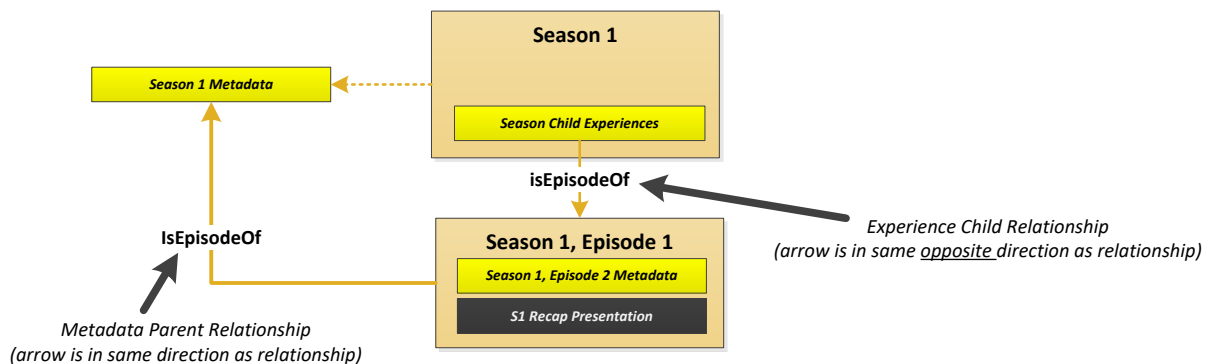 Season 1
Season 1 Metadata
Season Child Experiences
isEpisodeOf
Experience Child Relationship
(arrow is in same opposite direction as relationship)
IsEpisodeOf
Season 1, Episode 1
Season 1, Episode 2 Metadata
S1 Recap Presentation
Metadata Parent Relationship
(arrow is in same direction as relationship)